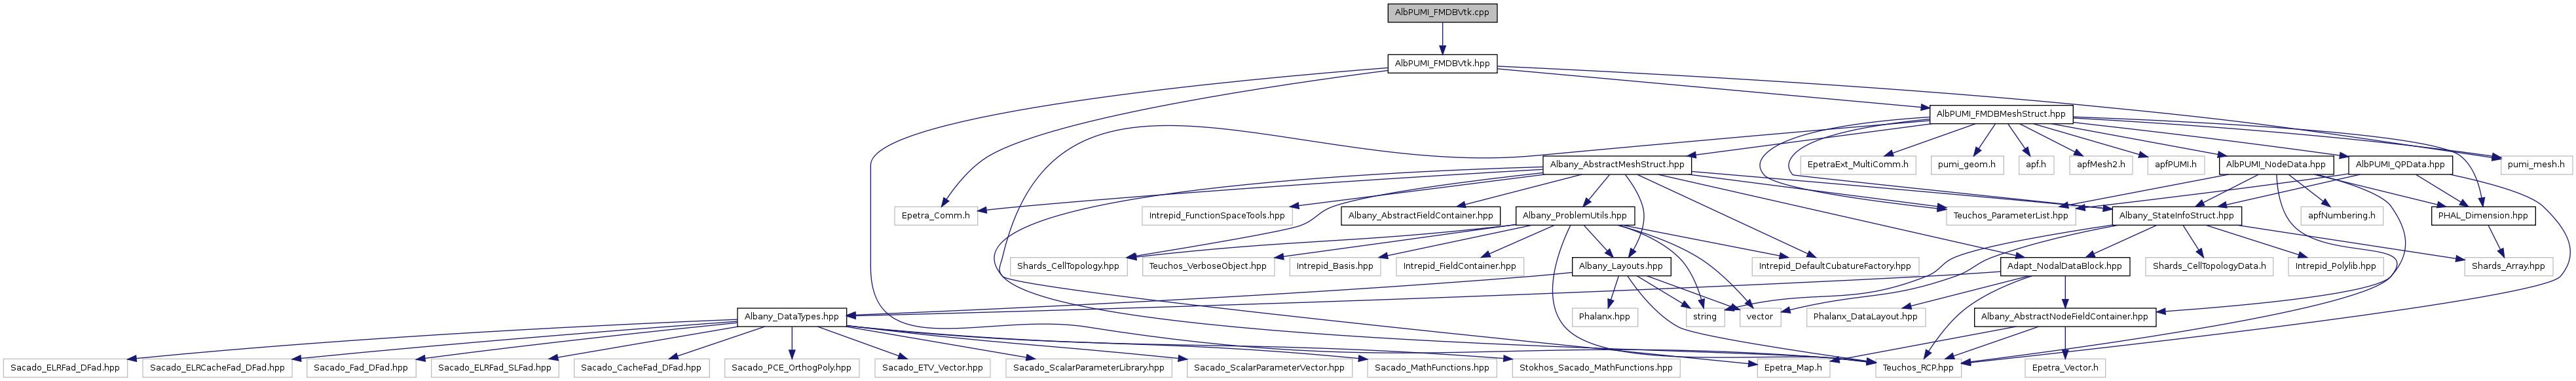 AlbPUMI_FMDBVtk.cpp
AlbPUMI_FMDBVtk.hpp
AlbPUMI_FMDBMeshStruct.hpp
Albany_AbstractMeshStruct.hpp
EpetraExt_MultiComm.h
pumi_geom.h
apf.h
apfMesh2.h
apfPUMI.h
AlbPUMI_NodeData.hpp
AlbPUMI_QPData.hpp
pumi_mesh.h
Epetra_Comm.h
Intrepid_FunctionSpaceTools.hpp
Albany_AbstractFieldContainer.hpp
Albany_ProblemUtils.hpp
Teuchos_ParameterList.hpp
Albany_StateInfoStruct.hpp
apfNumbering.h
PHAL_Dimension.hpp
Shards_CellTopology.hpp
Teuchos_VerboseObject.hpp
Intrepid_Basis.hpp
Intrepid_FieldContainer.hpp
Albany_Layouts.hpp
Intrepid_DefaultCubatureFactory.hpp
Adapt_NodalDataBlock.hpp
Shards_CellTopologyData.h
Intrepid_Polylib.hpp
Shards_Array.hpp
Albany_DataTypes.hpp
Phalanx.hpp
string
vector
Phalanx_DataLayout.hpp
Albany_AbstractNodeFieldContainer.hpp
Sacado_ELRFad_DFad.hpp
Sacado_ELRCacheFad_DFad.hpp
Sacado_Fad_DFad.hpp
Sacado_ELRFad_SLFad.hpp
Sacado_CacheFad_DFad.hpp
Sacado_PCE_OrthogPoly.hpp
Sacado_ETV_Vector.hpp
Sacado_ScalarParameterLibrary.hpp
Sacado_ScalarParameterVector.hpp
Sacado_MathFunctions.hpp
Stokhos_Sacado_MathFunctions.hpp
Epetra_Map.h
Teuchos_RCP.hpp
Epetra_Vector.h